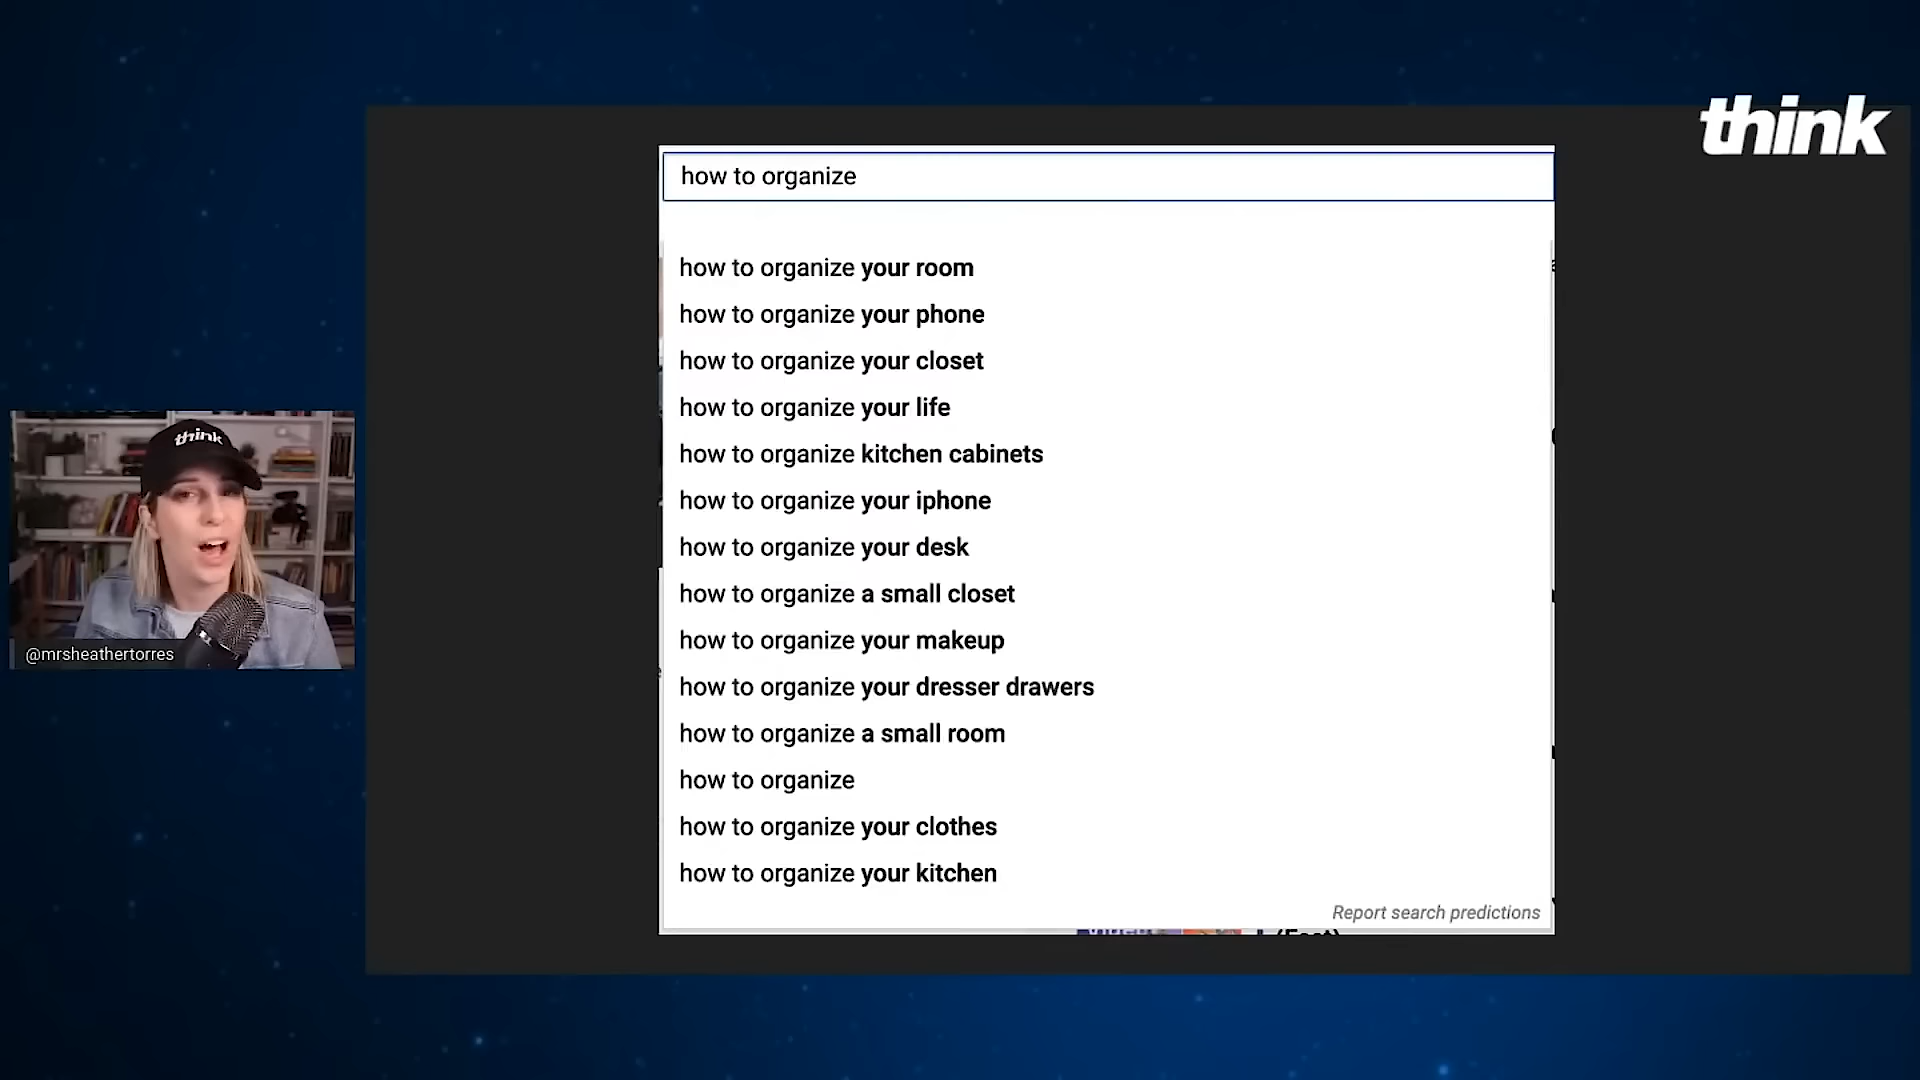 think
how to organize
how to organize your room
how to organize your phone
how to organize your closet
how to organize your life
how to organize kitchen cabinets
how to organize your iphone
how to organize your desk
how to organize a small closet
how to organize your makeup
how to organize your dresser drawers
how to organize a small room
how to organize
how to organize your clothes
how to organize your kitchen
Report search predictions
think
@mrsheathertorres